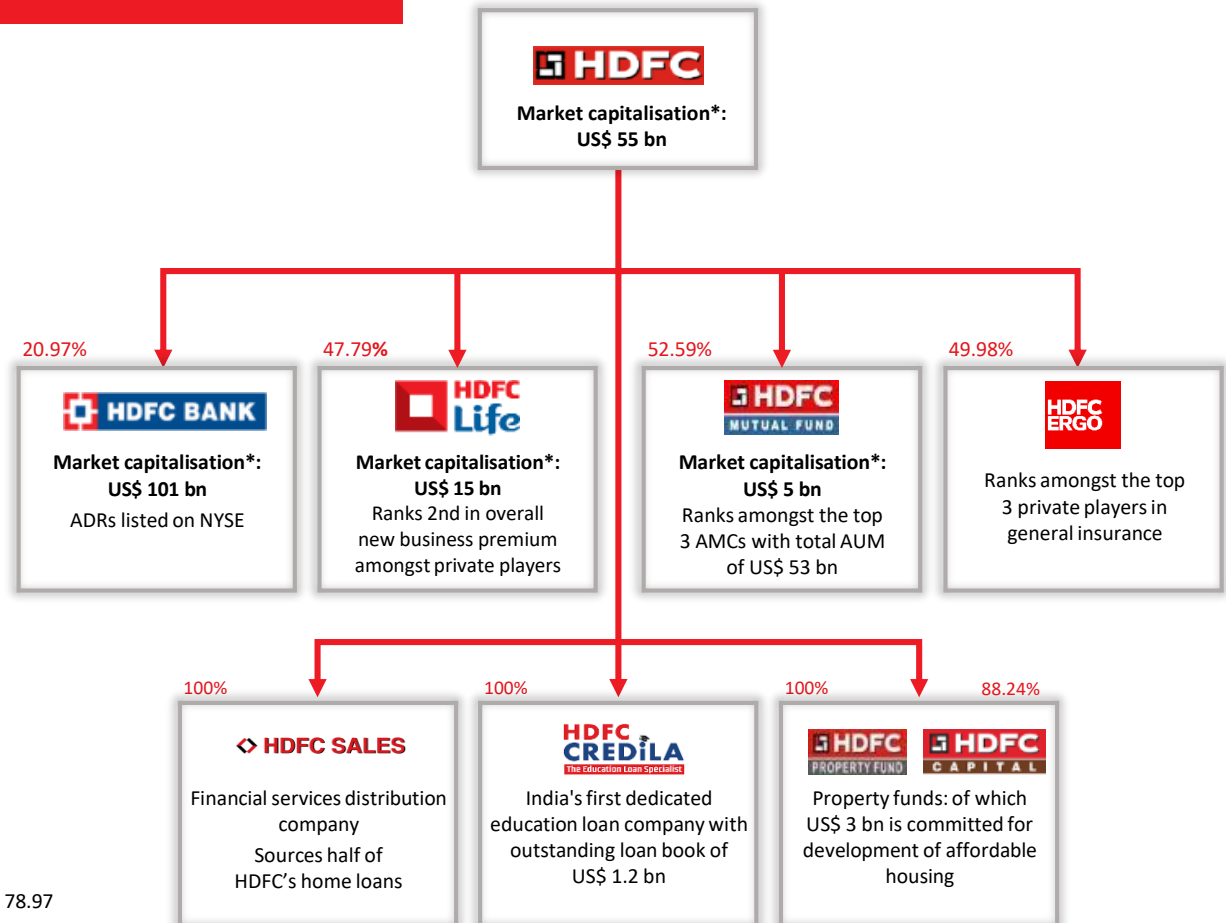 HDFC
Market capitalisation*:
US$ 55 bn
20.97%
47.79%
52.59%
49.98%
HDFC BANK
Market capitalisation*:
US$ 101 bn
ADRs listed on NYSE
HDFC
Life
Market capitalisation*:
US$ 15 bn
Ranks 2nd in overall
new business premium
amongst private players
HDFC
MUTUAL FUND
Market capitalisation*:
US$ 5 bn
Ranks amongst the top
3 AMCs with total AUM
of US$ 53 bn
HDFC
ERGO
Ranks amongst the top
3 private players in
general insurance
100%
100%
100%
88.24%
HDFC SALES
Financial services distribution
company
Sources half of
HDFC's home loans
HDFC
CREDiLA
The Education Loan Specialist
India's first dedicated
education loan company with
outstanding loan book of
US$ 1.2 bn
HDFC
PROPERTY FUND
HDFC
CAPITAL
Property funds: of which
US$ 3 bn is committed for
development of affordable
housing
78.97